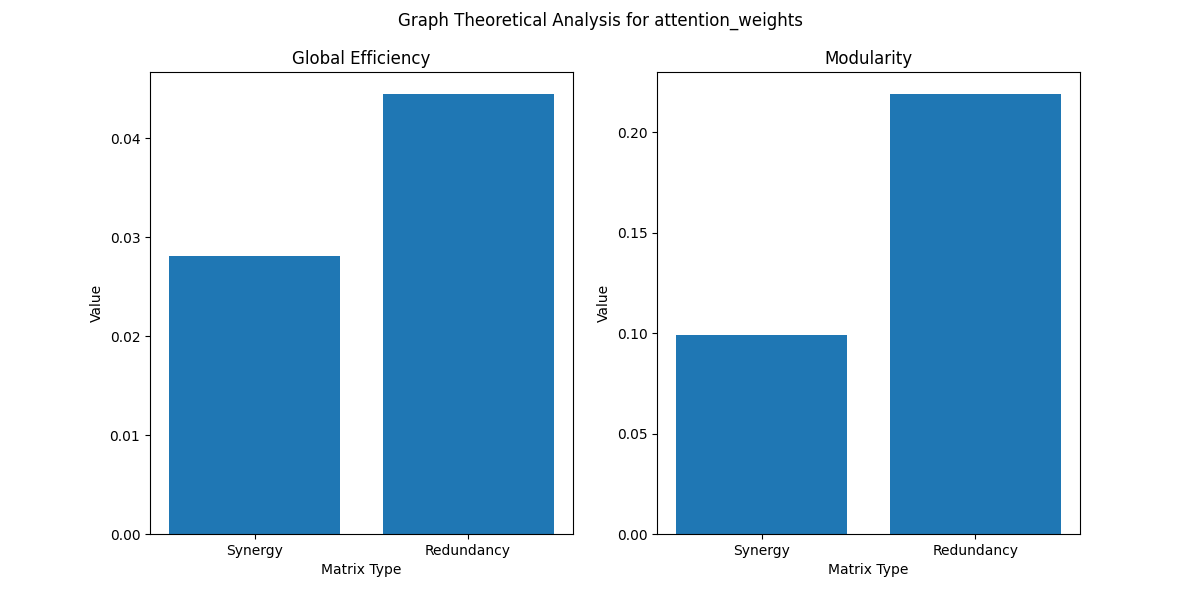 Graph Theoretical Analysis for attention_weights
Global Efficiency
Value
0.04
0.03
0.02
0.01
0.00
Synergy
Redundancy
Matrix Type
Modularity
Value
0.20
0.15
0.10
0.05
0.00
Synergy
Redundancy
Matrix Type